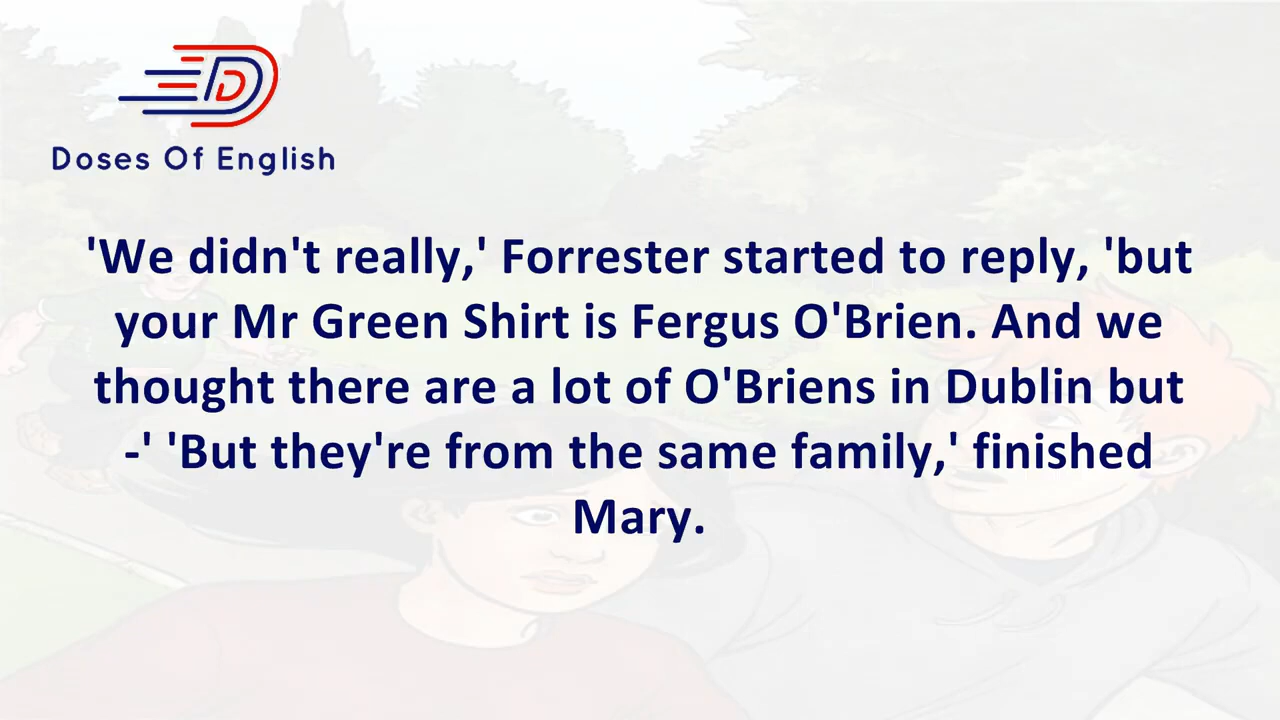 Doses Of English
'We didn't really,' Forrester started to reply, 'but
your Mr Green Shirt is Fergus O'Brien. And we
thought there are a lot of O'Briens in Dublin but
-' 'But they're from the same family,' finished
Mary.